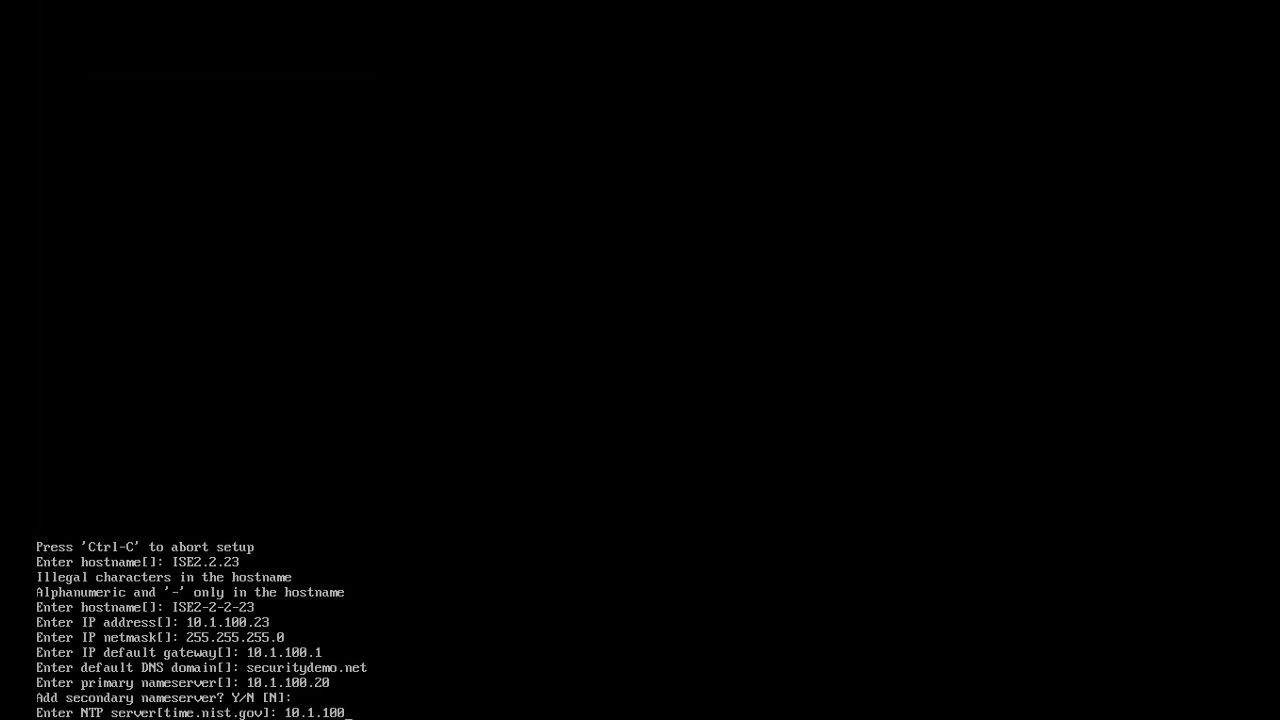 Press 'Ctrl-C' to abort setup
Enter hostname[]: ISE2.2.23
Illegal characters in the hostname
Alphanumeric and '-' only in the hostname
Enter hostname[]: ISE2-2-2-23
Enter IP address[]: 10.1.100.23
Enter IP netmask[]: 255.255.255.0
Enter IP default gateway[]: 10.1.100.1
Enter default DNS domain[]: securitydemo.net
Enter primary nameserver[]: 10.1.100.20
Add secondary nameserver? Y/N [N]:
Enter NTP server[time.nist.gov]: 10.1.100_